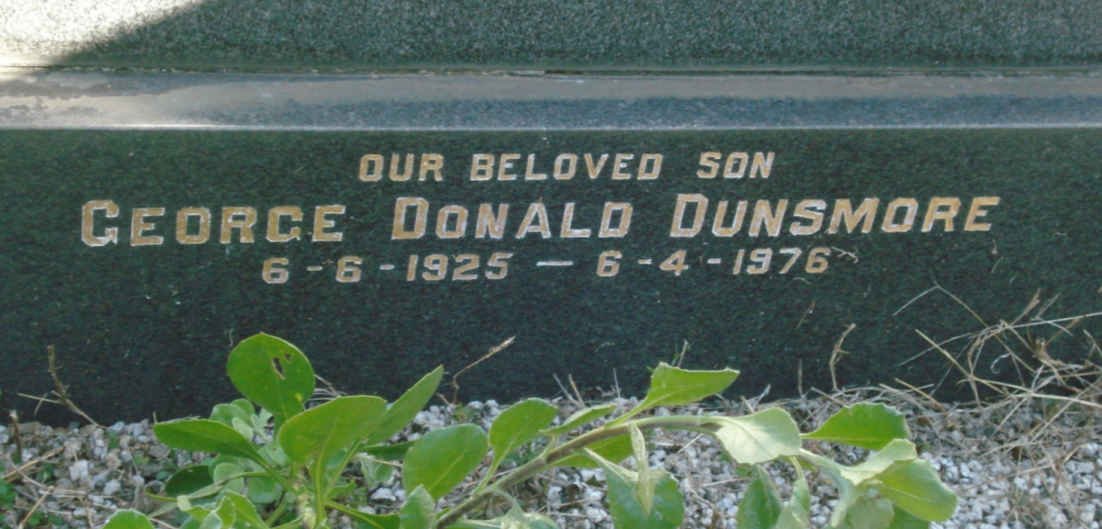 OUR BELOVED SON
GEORGE DONALD DUNSMORE
6-6-1925 — 6-4-1976